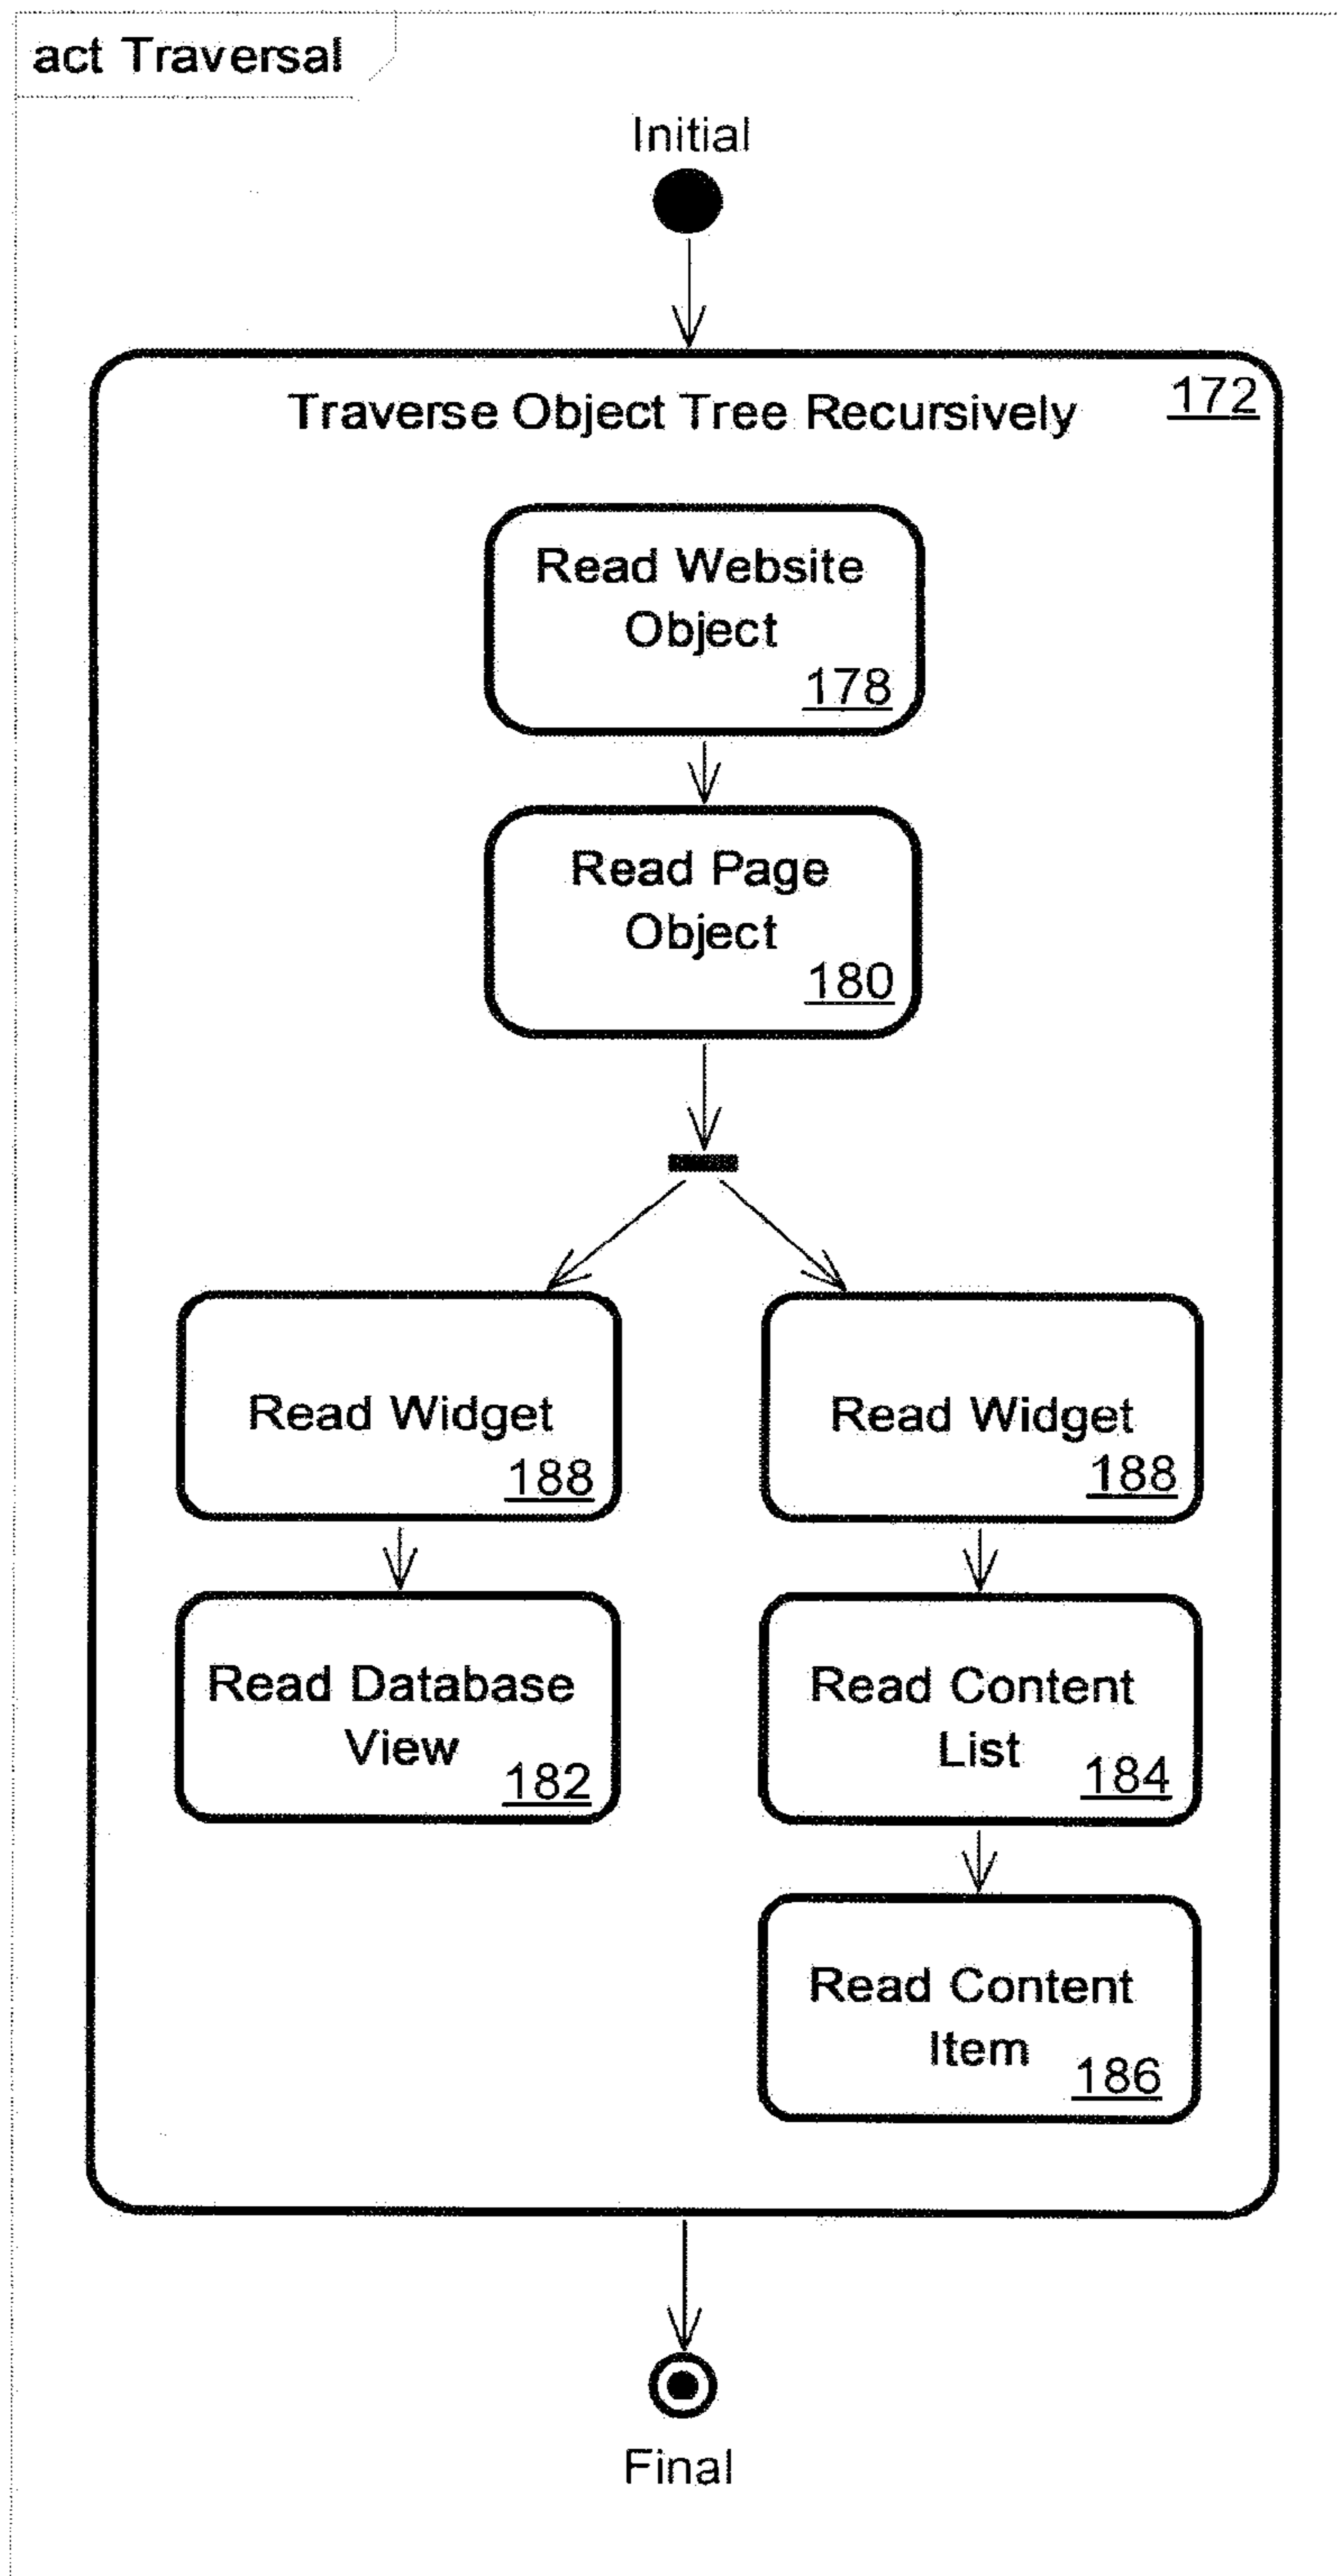 act Traversal
Initial
Traverse Object Tree Recursively
172
Read Website
Object
178
Read Page
Object
180
Read Widget
188
Read Widget
188
Read Database
View
182
Read Content
List
184
Read Content
Item
186
Final